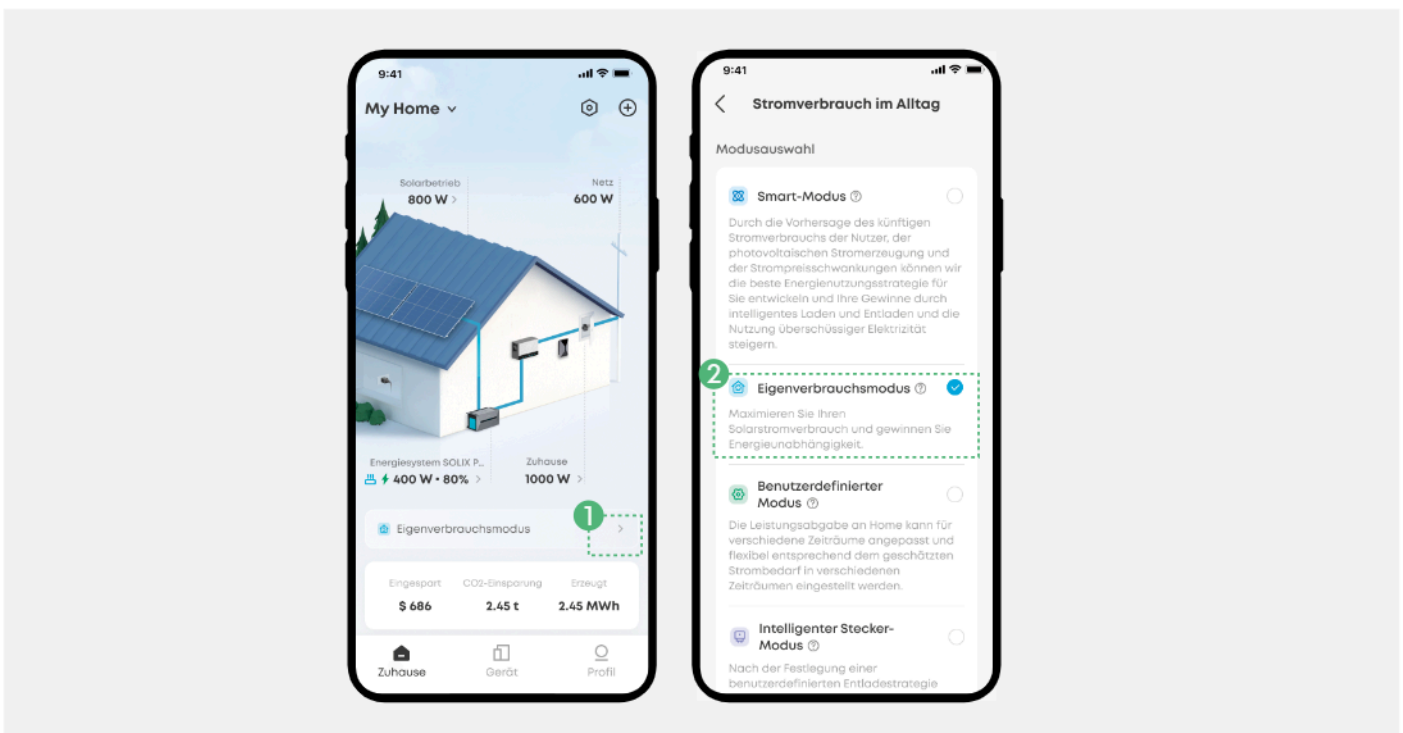 9:41
My Home
Solarbetrieb
800 W >
Netz
600 W
Energiesystem SOLIX P...
400 W • 80% >
Zuhause
1000 W >
1
Eigenverbrauchsmodus >
Eingespart CO2-Einsparung Erzeugt
$ 686 2.45 t 2.45 MWh
Zuhause Gerät Profil
9:41
Stromverbrauch im Alltag
Modusauswahl
Smart-Modus ?
Durch die Vorhersage des künftigen
Stromverbrauchs der Nutzer, der
photovoltaischen Stromerzeugung und
der Strompreisschwankungen können wir
die beste Energienutzungsstrategie für
Sie entwickeln und Ihre Gewinne durch
intelligentes Laden und Entladen und die
Nutzung überschüssiger Elektrizität
steigern.
2
Eigenverbrauchsmodus ?
Maximieren Sie Ihren
Solarstromverbrauch und gewinnen Sie
Energieunabhängigkeit.
Benutzerdefinierter
Modus ?
Die Leistungsabgabe an Home kann für
verschiedene Zeiträume angepasst und
flexibel entsprechend dem geschätzten
Strombedarf in verschiedenen
Zeiträumen eingestellt werden.
Intelligenter Stecker-
Modus ?
Nach der Festlegung einer
benutzerdefinierten Entladestrategie